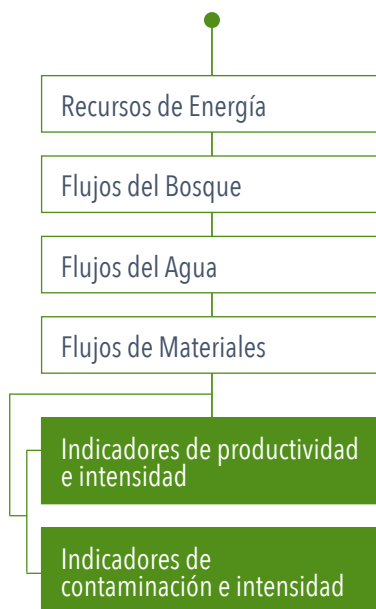 Recursos de Energía
Flujos del Bosque
Flujos del Agua
Flujos de Materiales
Indicadores de productividad
e intensidad
Indicadores de
contaminación e intensidad